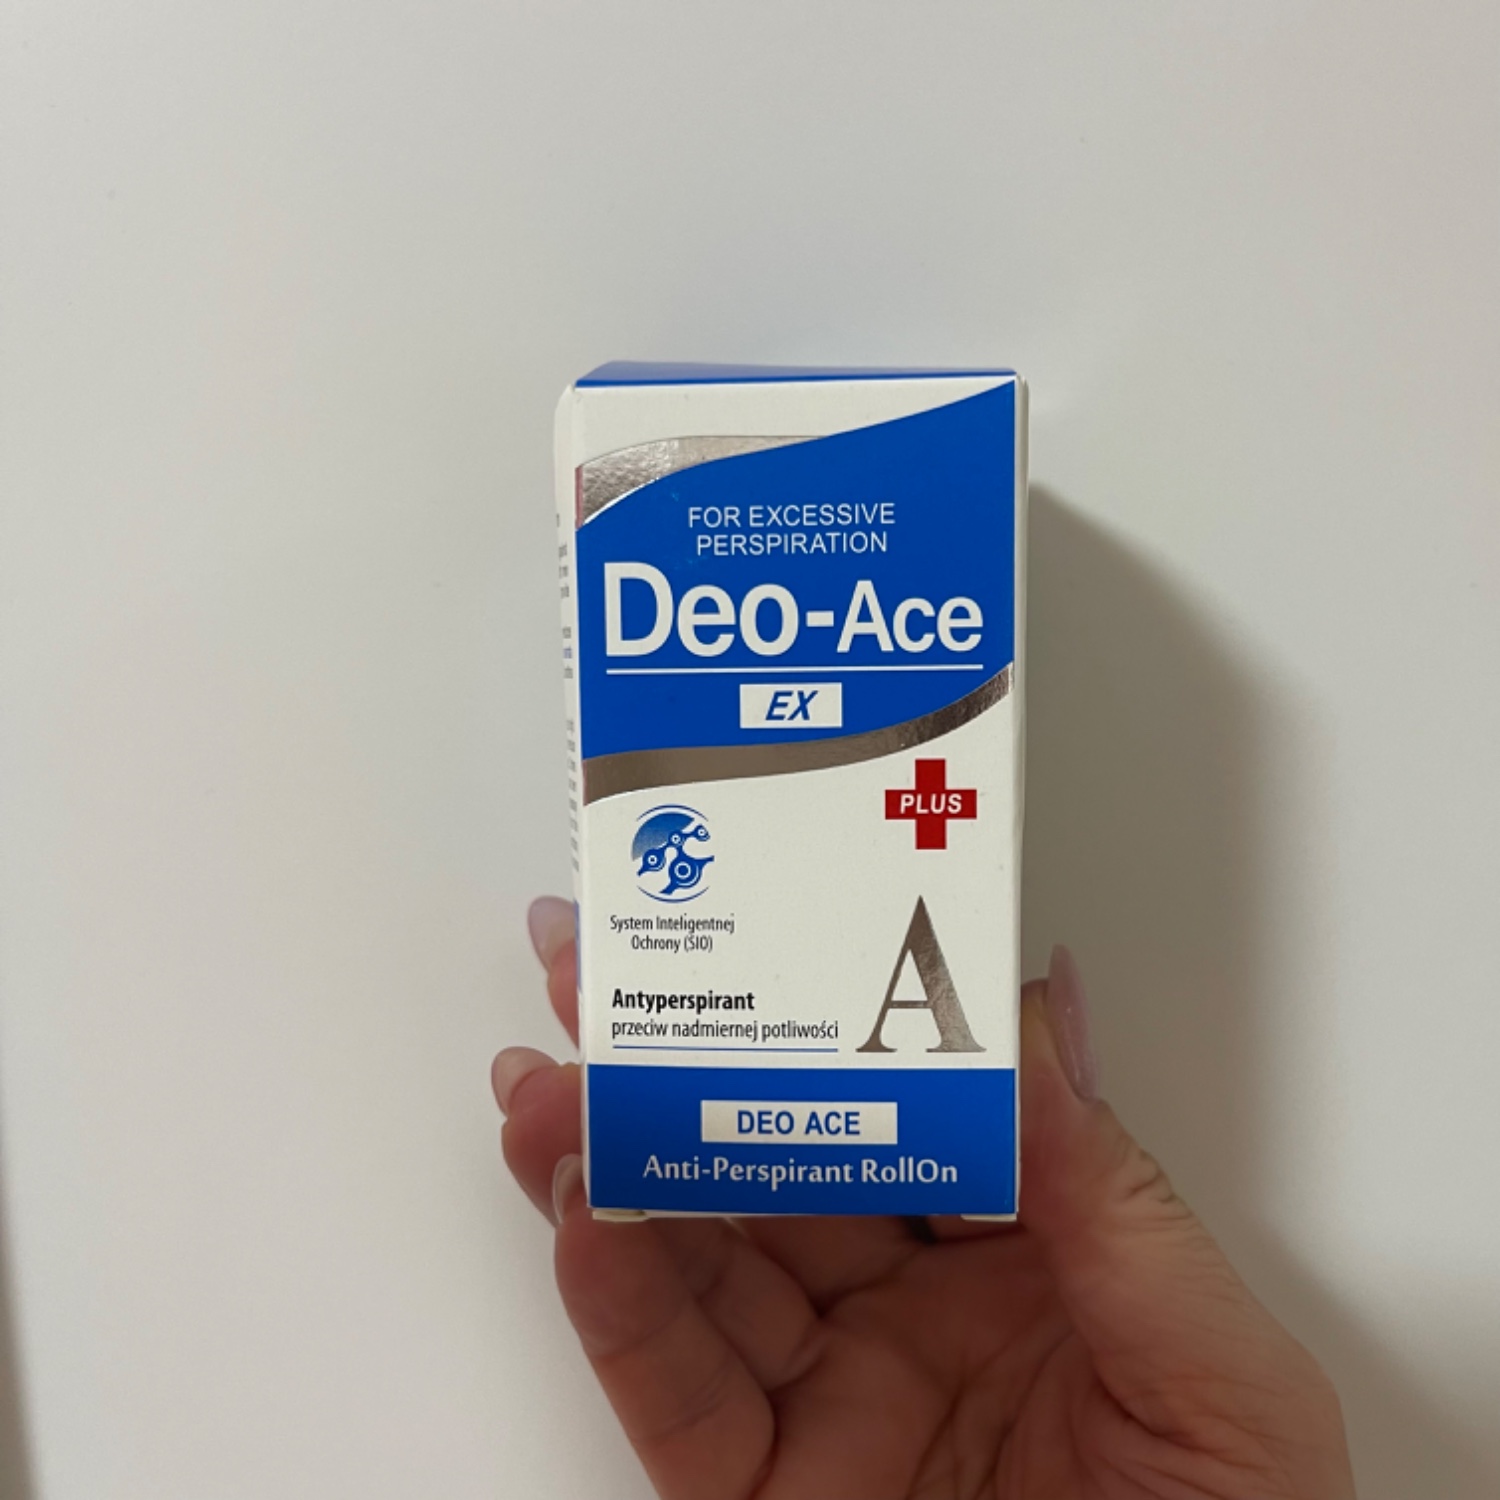 FOR EXCESSIVE
PERSPIRATION
Deo-Ace
EX
PLUS
System Inteligentnej
Ochrony (SIO)
A
Antyperspirant
przeciw nadmiernej potliwości
DEO ACE
Anti-Perspirant RollOn